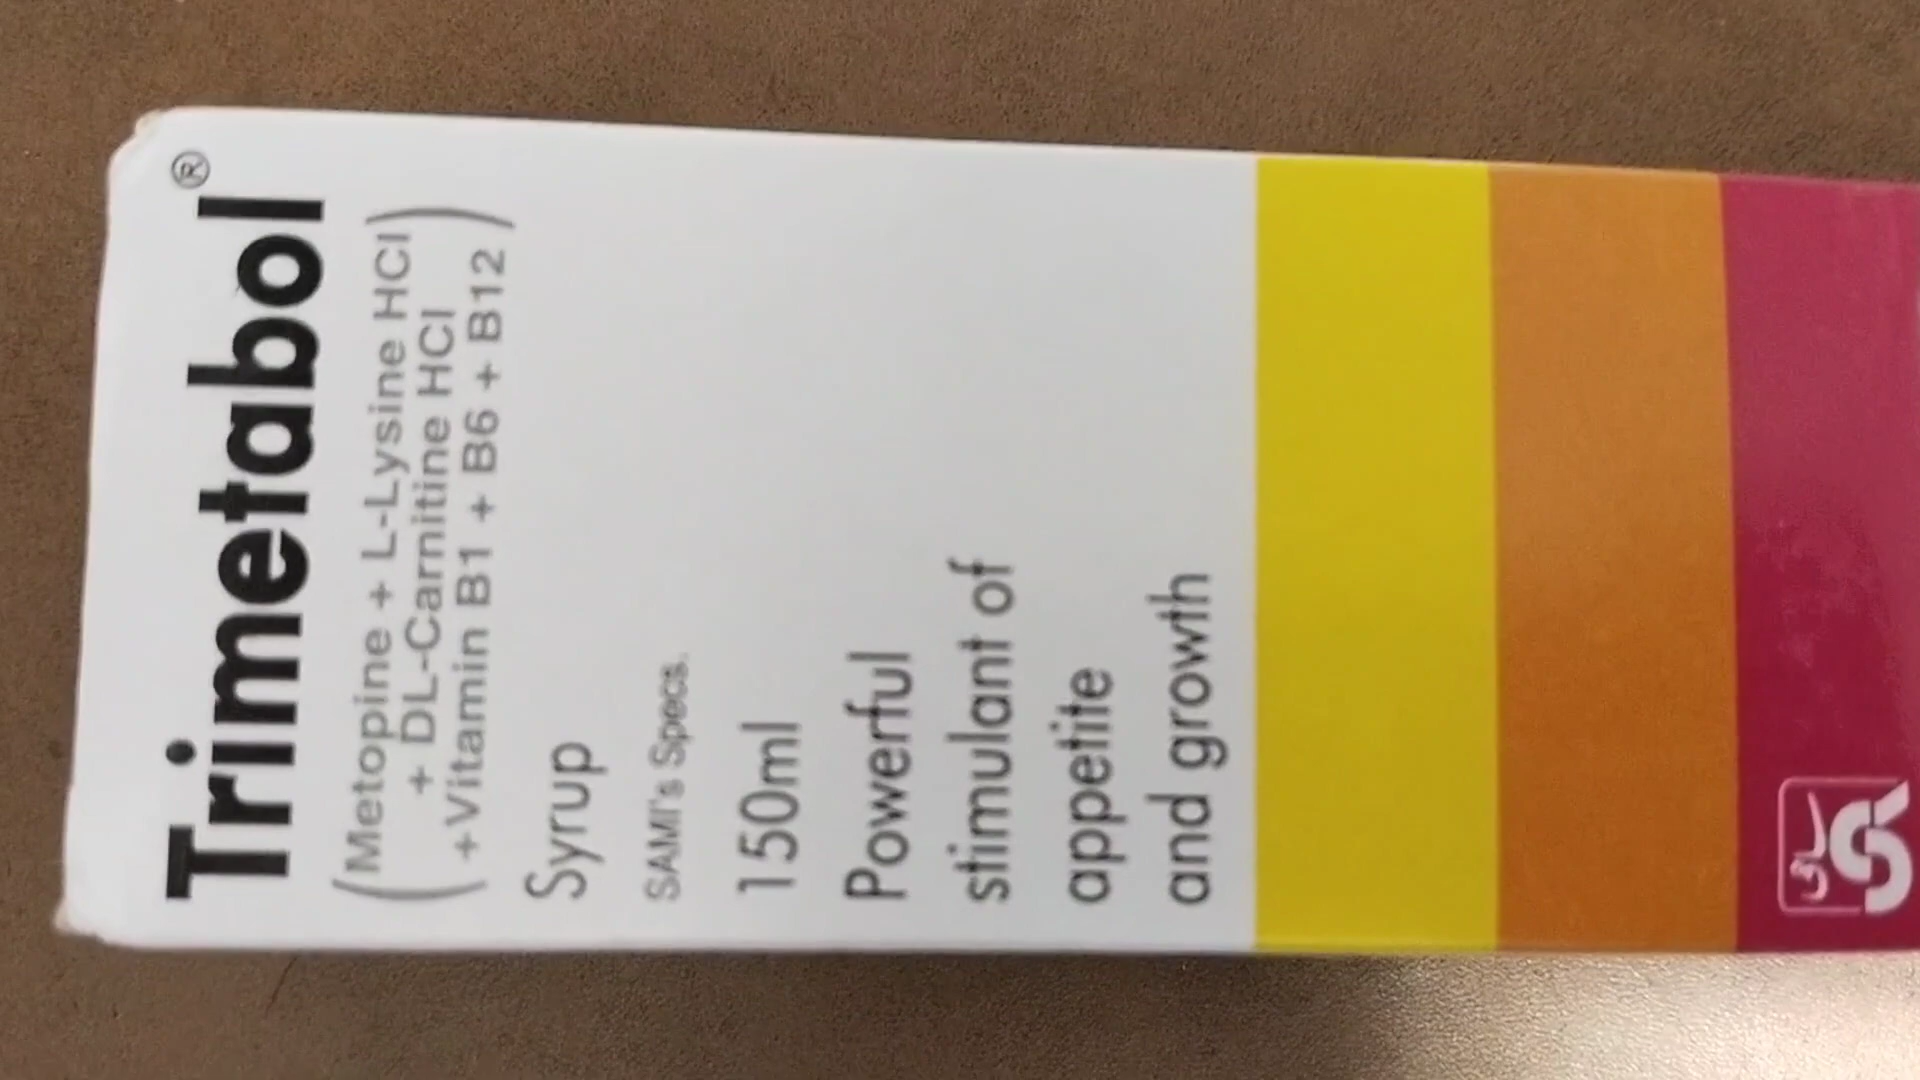 Trimetabol®
(Metopine + L-Lysine HCl)
(+ DL-Carnitine HCl
+Vitamin B1 + B6 + B12)
Syrup
SAMI's Specs.
150ml
Powerful
stimulant of
appetite
and growth